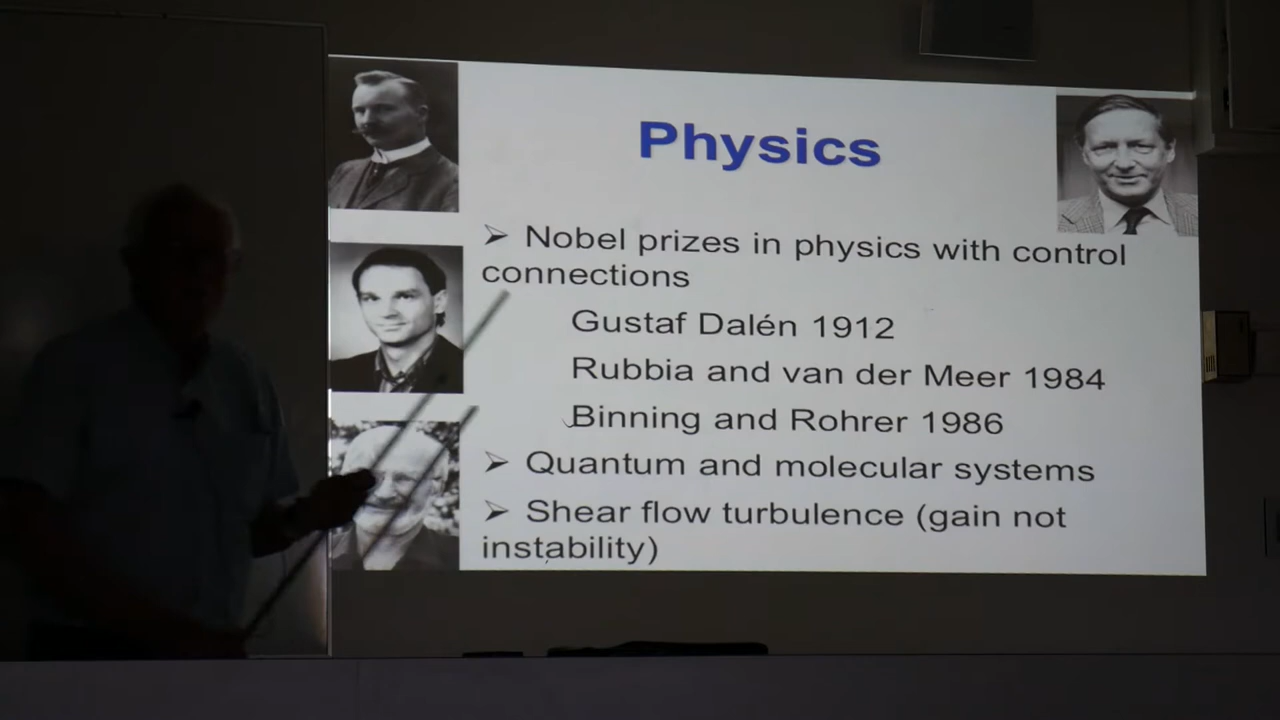 Physics
➢ Nobel prizes in physics with control
connections
Gustaf Dalén 1912
Rubbia and van der Meer 1984
Binning and Rohrer 1986
➢ Quantum and molecular systems
➢ Shear flow turbulence (gain not
instability)